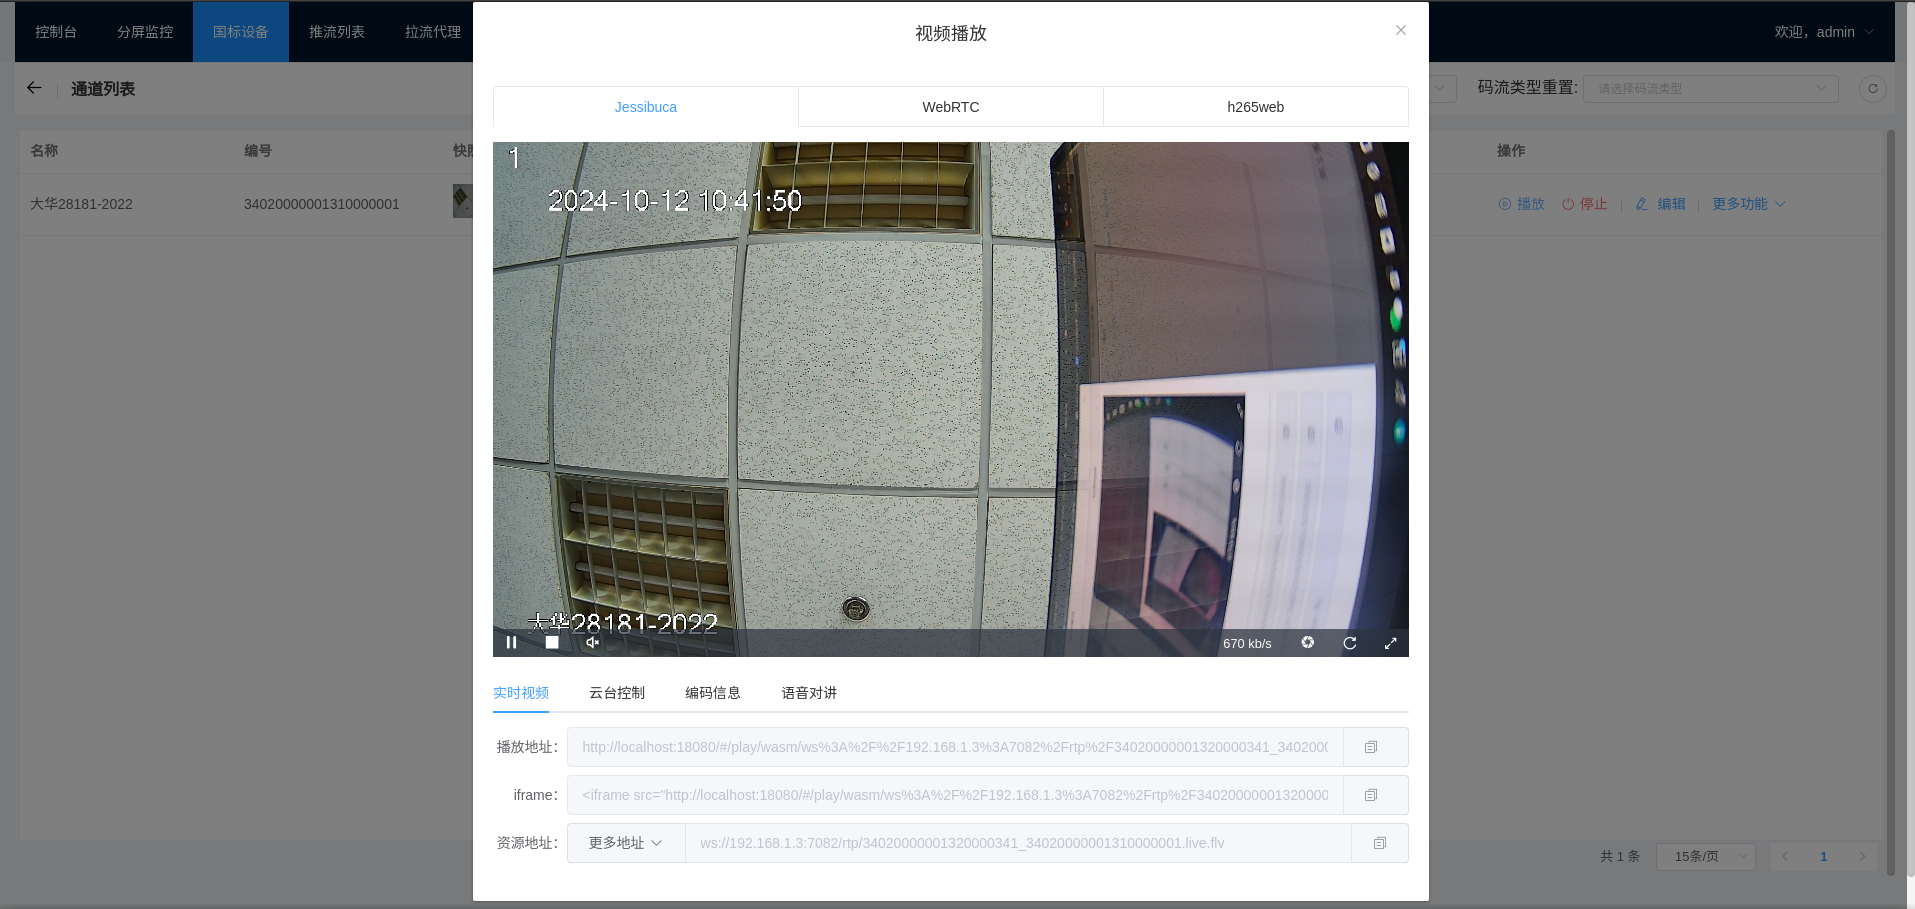 控制台 分屏监控 国标设备 推流列表 拉流代理 欢迎，admin
视频播放
通道列表 码流类型重置: 请选择码流类型
Jessibuca WebRTC h265web
名称 编号 操作
大华28181-2022 34020000001310000001 播放 停止 编辑 更多功能
1
2024-10-12 10:41:50
大华28181-2022
670 kb/s
实时视频 云台控制 编码信息 语音对讲
播放地址： http://localhost:18080/#/play/wasm/ws%3A%2F%2F192.168.1.3%3A7082%2Frtp%2F34020000001320000341_3402000
iframe： <iframe src="http://localhost:18080/#/play/wasm/ws%3A%2F%2F192.168.1.3%3A7082%2Frtp%2F34020000001320000
资源地址： 更多地址 ws://192.168.1.3:7082/rtp/34020000001320000341_34020000001310000001.live.flv
共 1 条 15条/页 1